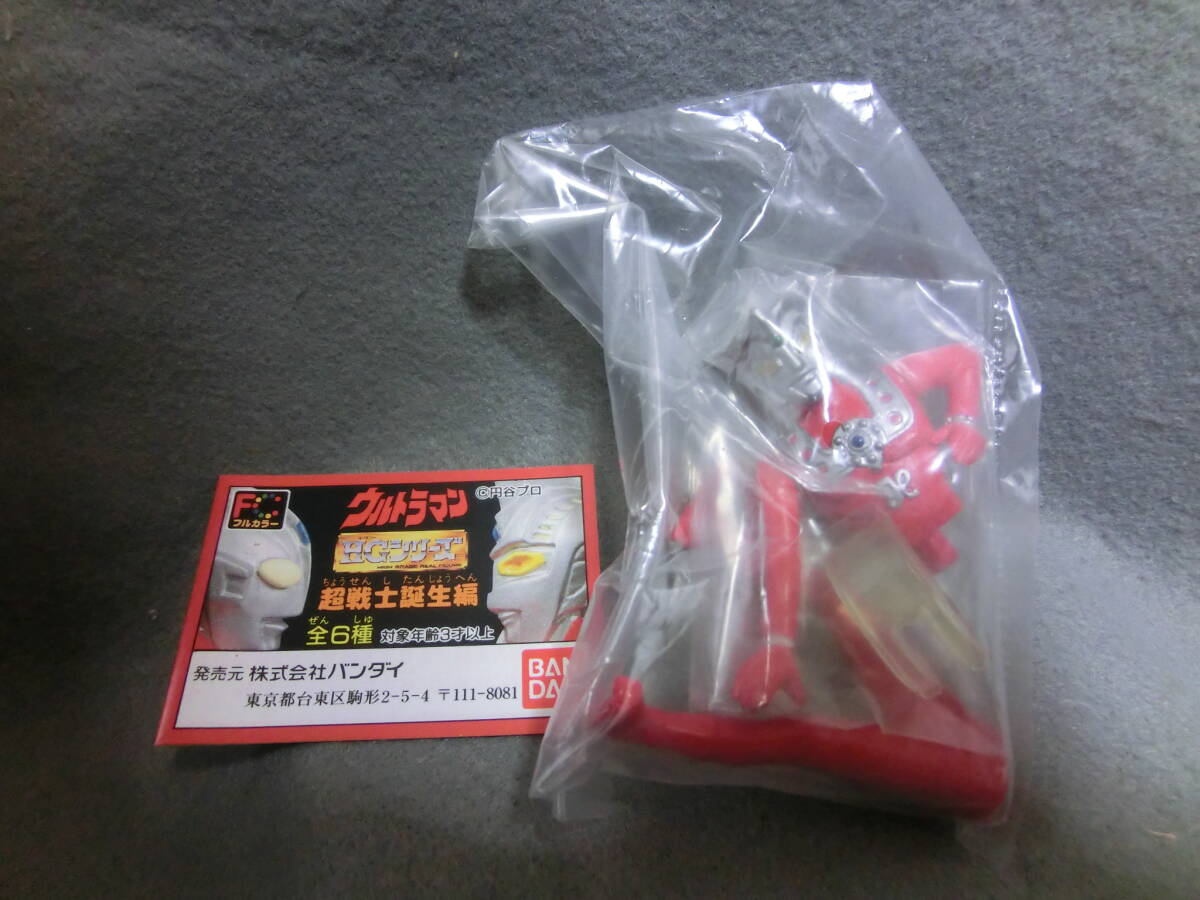 FC
フルカラー
ウルトラマン
©円谷プロ
HGシリーズ
HIGH GRADE REAL FIGURE
ちょうせんしたんじょうへん
超戦士誕生編
ぜんしゅ
全6種 対象年齢3才以上
発売元 株式会社バンダイ
東京都台東区駒形2-5-4 〒111-8081
BAN
DA